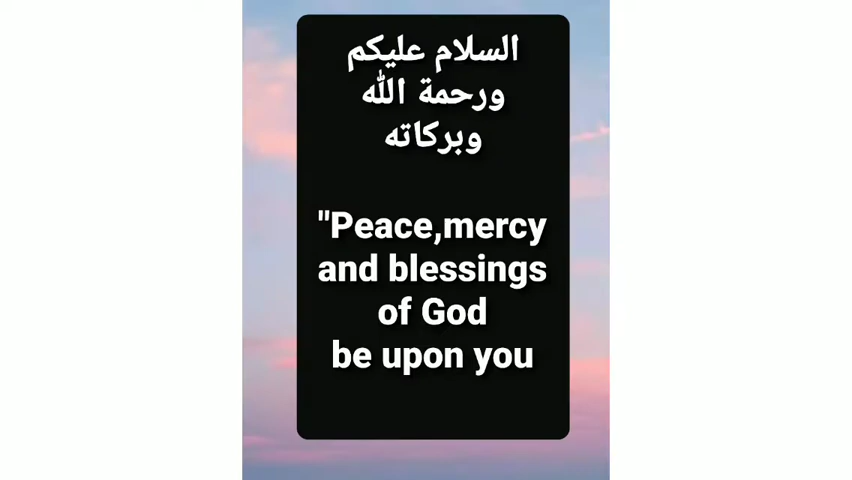 السلام عليكم
ورحمة الله
وبركاته
"Peace,mercy
and blessings
of God
be upon you